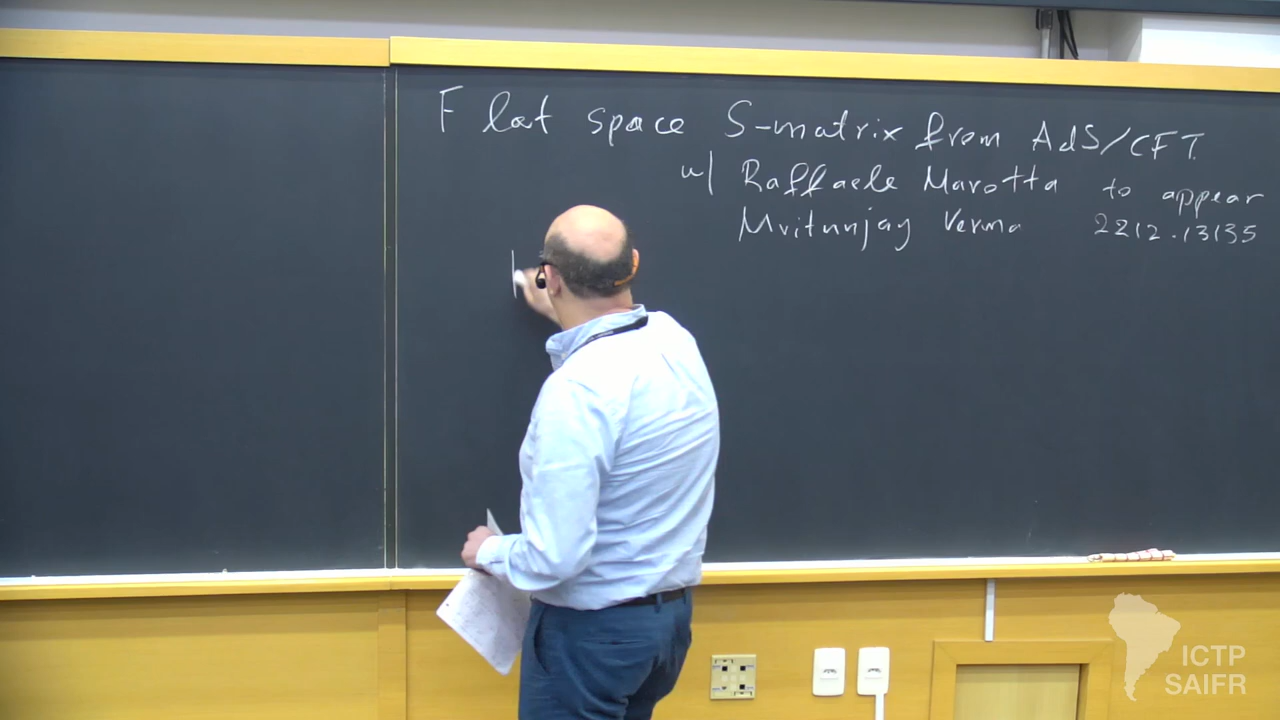 Flat space S-matrix from AdS/CFT.
w/ Raffaele Marotta to appear
Mritunjay Verma 2212.13135
ICTP
SAIFR